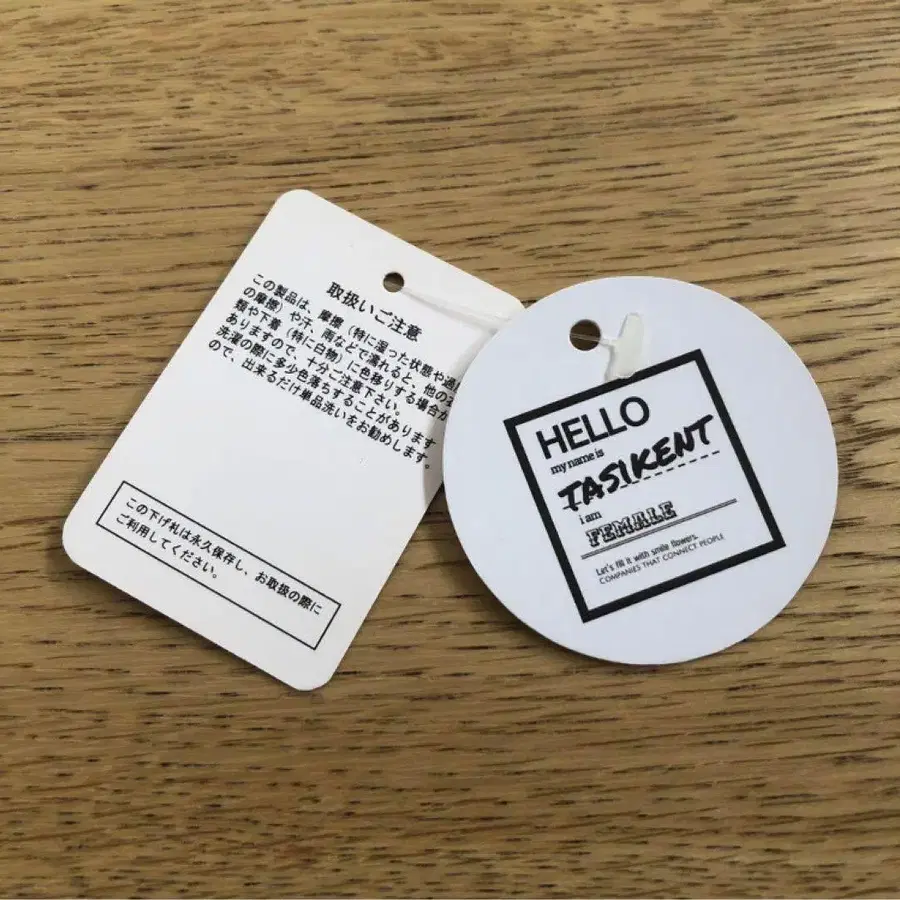 取扱いご注意
この製品は、摩擦（特に湿った状態や過
の摩擦）や汗、雨などで濡れると、他の
類や下着（特に白物）に色移りする場合が
ありますので、十分ご注意下さい。
洗濯の際に多少色落ちすることがあります
ので、出来るだけ単品洗いをお勧めします。
この下げ札は永久保存し、お取扱の際に
ご利用してください。
HELLO
my name is
TASIKENT
i am
FEMALE
Let's fill it with smile flowers.
COMPANIES THAT CONNECT PEOPLE